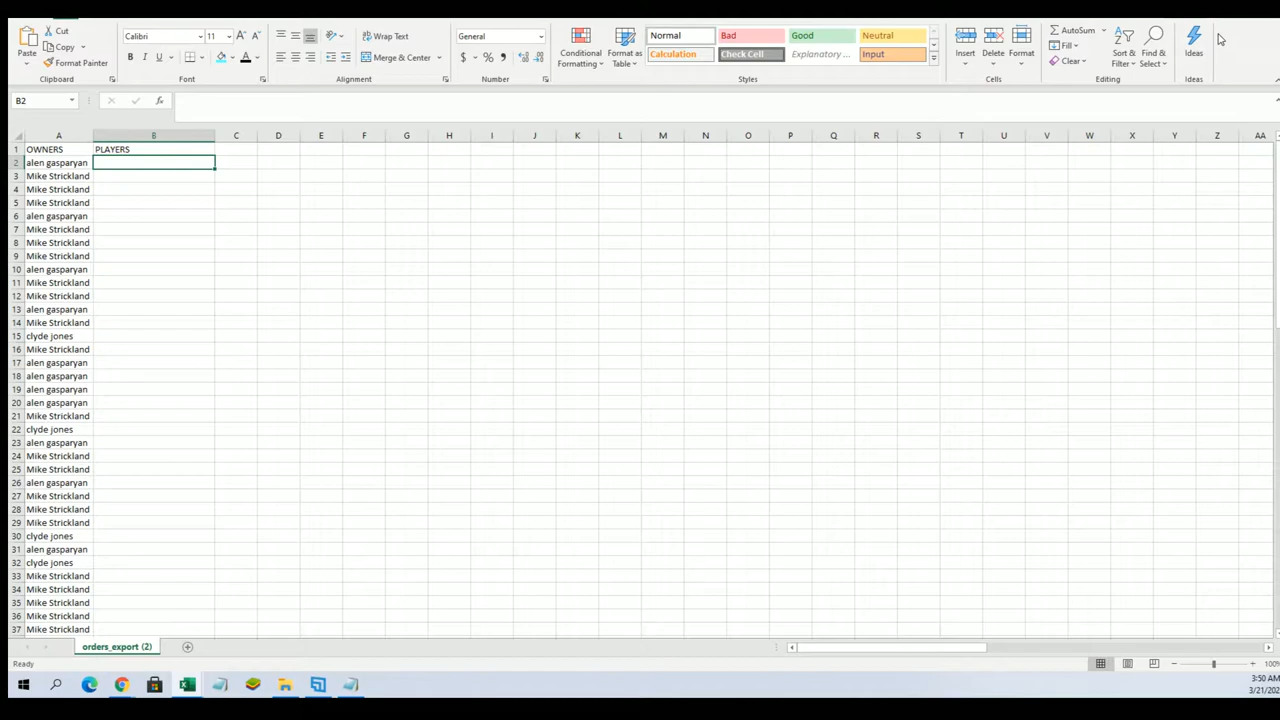 Cut
Calibri 11 Wrap Text General Normal Bad Good Neutral AutoSum
Copy Fill
Paste Conditional Format as Calculation Check Cell Explanatory ... Input Insert Delete Format Sort & Find & Ideas
Format Painter Merge & Center $ % Formatting Table Clear Filter Select
Clipboard Font Alignment Number Styles Cells Editing Ideas
B2 fx
A B C D E F G H I J K L M N O P Q R S T U V W X Y Z AA
1 OWNERS PLAYERS
2 alen gasparyan
3 Mike Strickland
4 Mike Strickland
5 Mike Strickland
6 alen gasparyan
7 Mike Strickland
8 Mike Strickland
9 Mike Strickland
10 alen gasparyan
11 Mike Strickland
12 Mike Strickland
13 alen gasparyan
14 Mike Strickland
15 clyde jones
16 Mike Strickland
17 alen gasparyan
18 alen gasparyan
19 alen gasparyan
20 alen gasparyan
21 Mike Strickland
22 clyde jones
23 alen gasparyan
24 Mike Strickland
25 Mike Strickland
26 alen gasparyan
27 Mike Strickland
28 Mike Strickland
29 Mike Strickland
30 clyde jones
31 alen gasparyan
32 clyde jones
33 Mike Strickland
34 Mike Strickland
35 Mike Strickland
36 Mike Strickland
37 Mike Strickland
orders_export (2)
Ready 100%
3:50 AM
3/21/202